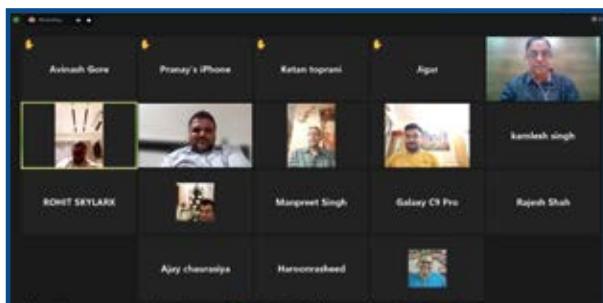 Avinash Gore
Pranay's iPhone
Ketan toprani
Jigar
kamlesh singh
ROHIT SKYLARK
Manpreet Singh
Galaxy C9 Pro
Rajesh Shah
Ajay chaurasiya
Haroonrasheed